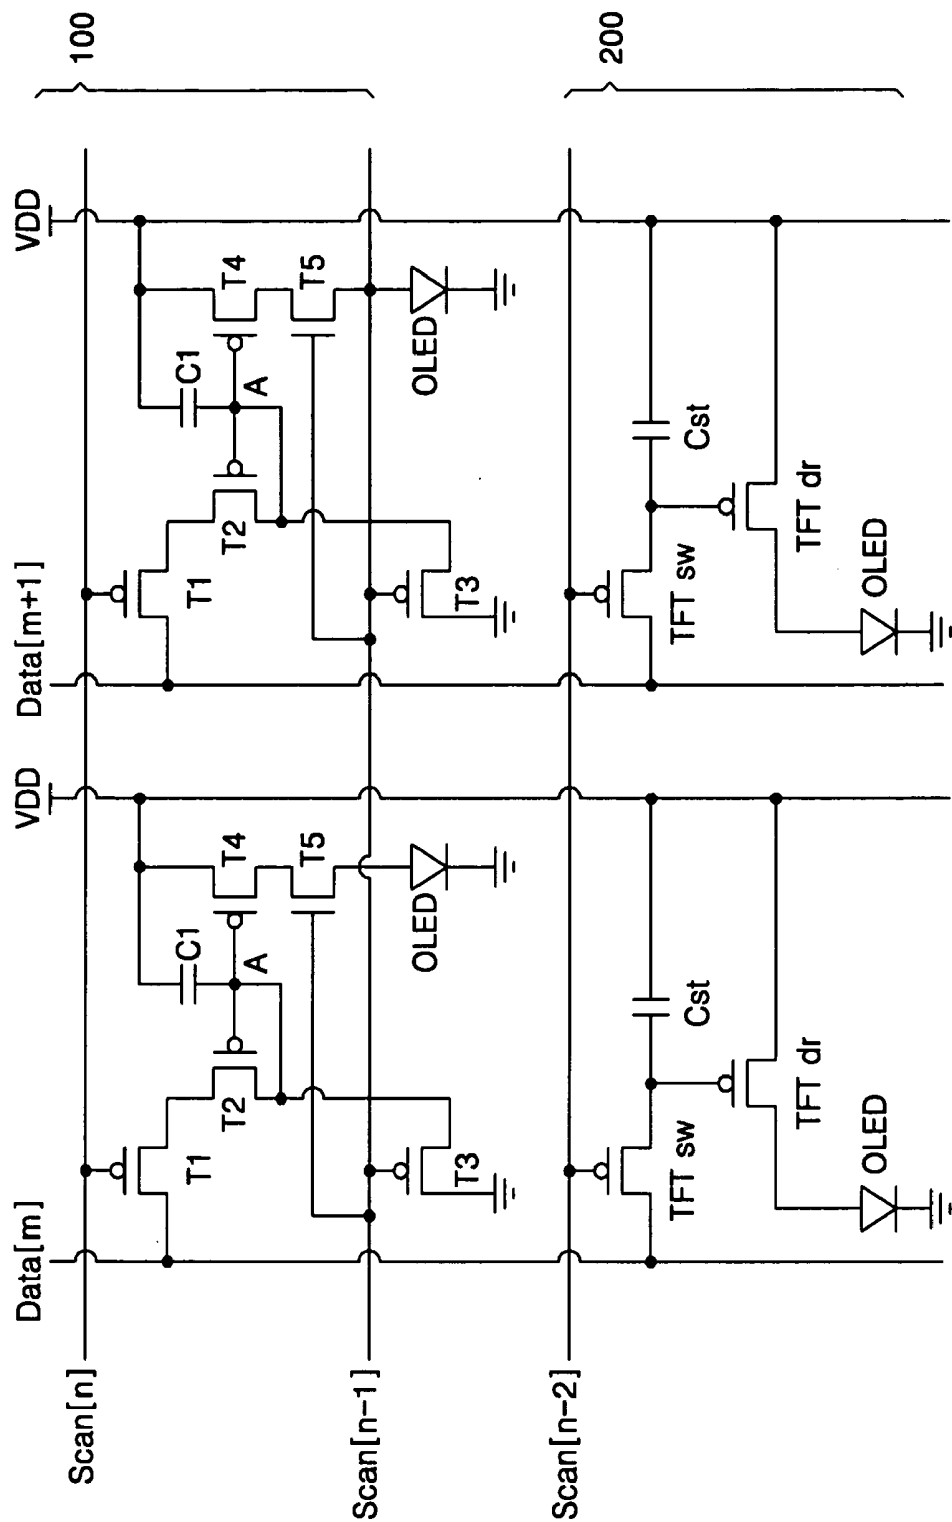 Data[m]
VDD
Data[m+1]
VDD
Scan[n]
100
T1
T2
C1
A
T4
T5
T1
T2
C1
A
T4
T5
Scan[n-1]
T3
OLED
T3
OLED
Scan[n-2]
200
TFT sw
Cst
TFT sw
Cst
TFT dr
TFT dr
OLED
OLED